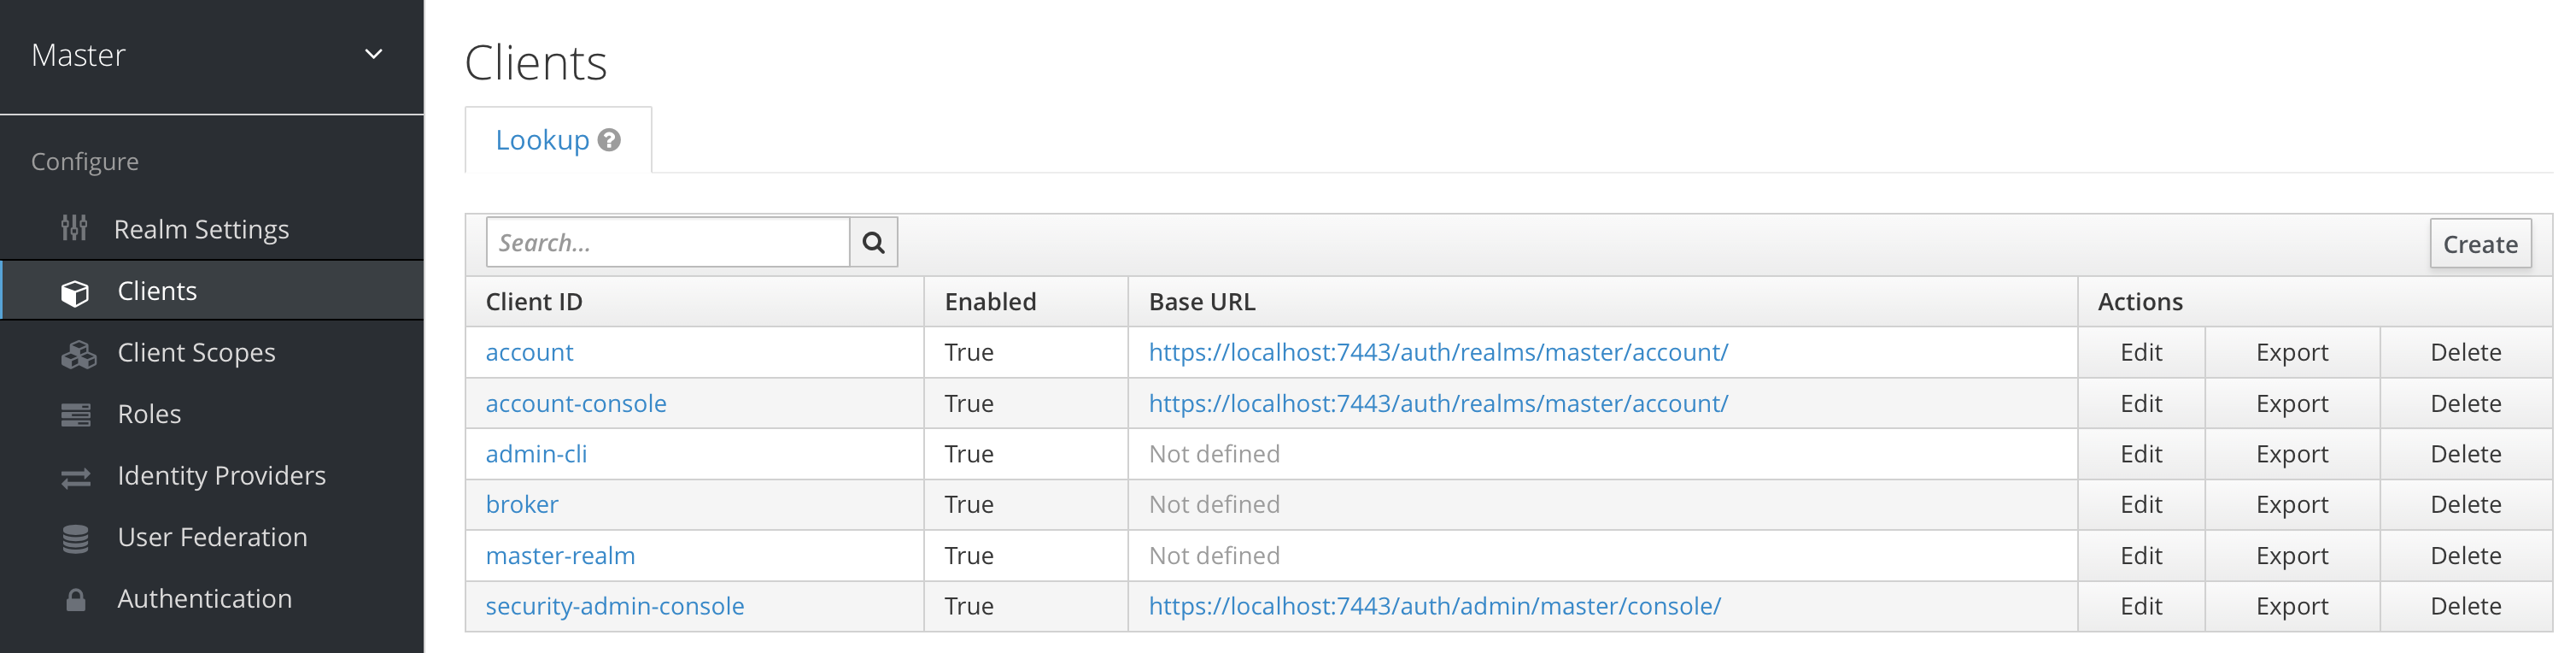 Master
Configure
Realm Settings
Clients
Client Scopes
Roles
Identity Providers
User Federation
Authentication
Clients
Lookup ?
Search...
Create
Client ID Enabled Base URL Actions
account True https://localhost:7443/auth/realms/master/account/ Edit Export Delete
account-console True https://localhost:7443/auth/realms/master/account/ Edit Export Delete
admin-cli True Not defined Edit Export Delete
broker True Not defined Edit Export Delete
master-realm True Not defined Edit Export Delete
security-admin-console True https://localhost:7443/auth/admin/master/console/ Edit Export Delete